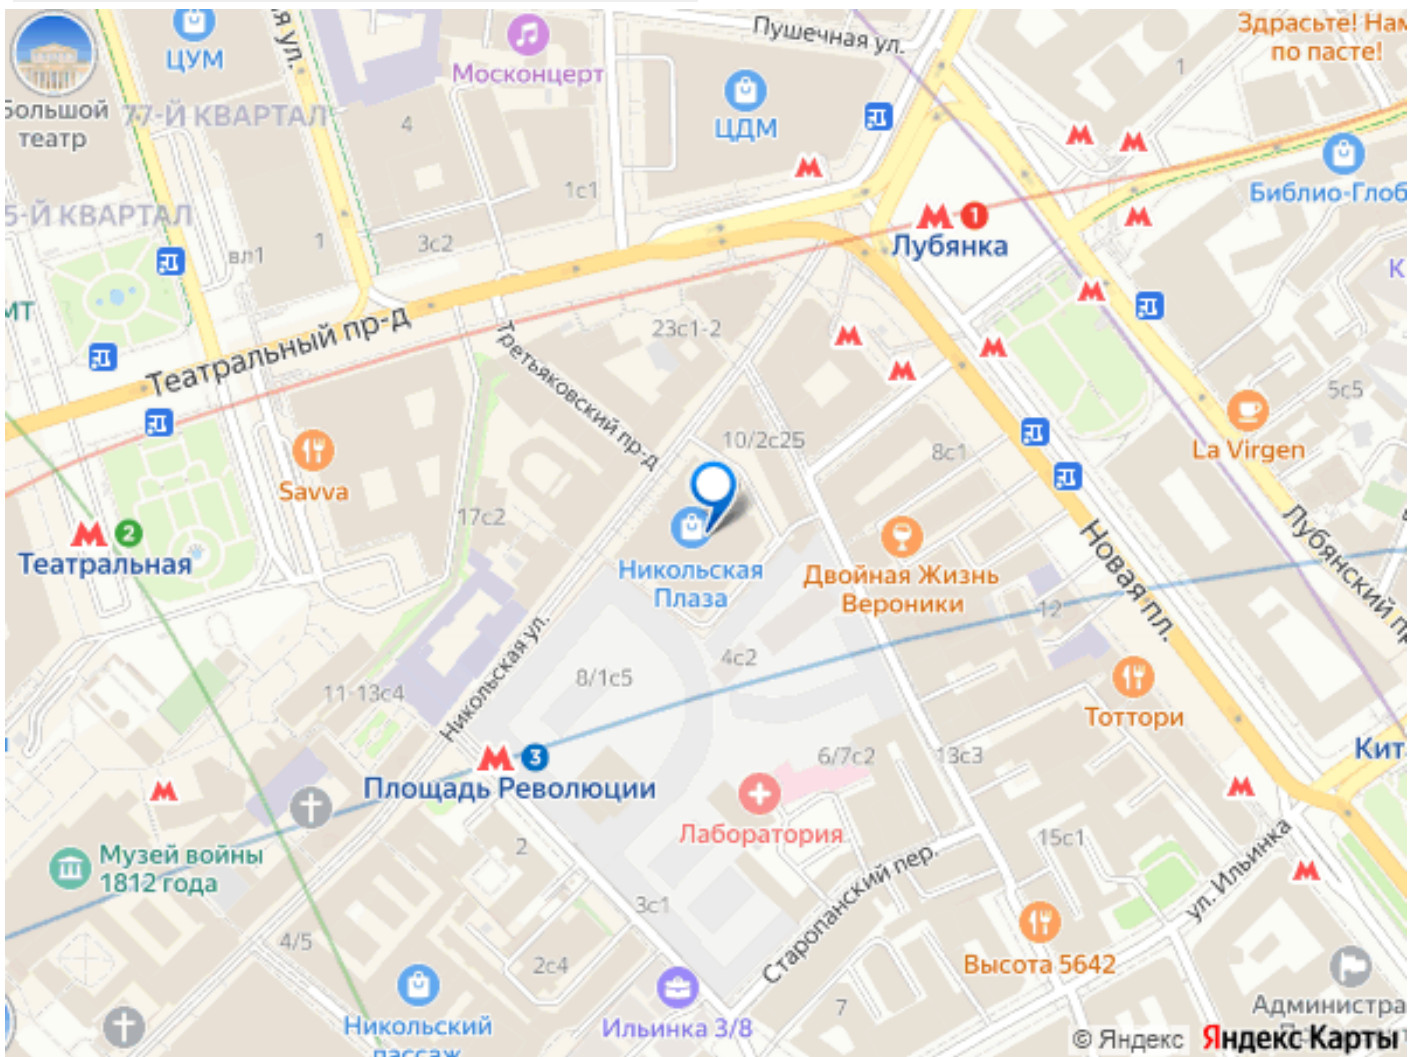 ЦУМ
Москонцерт
Пушечная ул.
Здрасьте!
по пасте!
1
Большой
театр
77-Й КВАРТАЛ
4
ЦДМ
Библио-Глоб
1с1
5-Й КВАРТАЛ
1
вл1
3с2
1
Лубянка
Театральный пр-д
23с1-2
Третьяковский пр-д
5с5
Savva
10/2с25
8с1
La Virgen
17с2
2
Театральная
Никольская
Плаза
Двойная Жизнь
Вероники
Новая пл.
Лубянский
12
Никольская ул.
4с2
8/1с5
11-13с4
Тоттори
3
Площадь Революции
6/7с2
13с3
Лаборатория
Музей войны
1812 года
2
15с1
ул. Ильинка
Старопанский пер.
3с1
4/5
2с4
Высота 5642
7
Никольский
пассаж
Ильинка 3/8
© Яндекс
Яндекс Карты